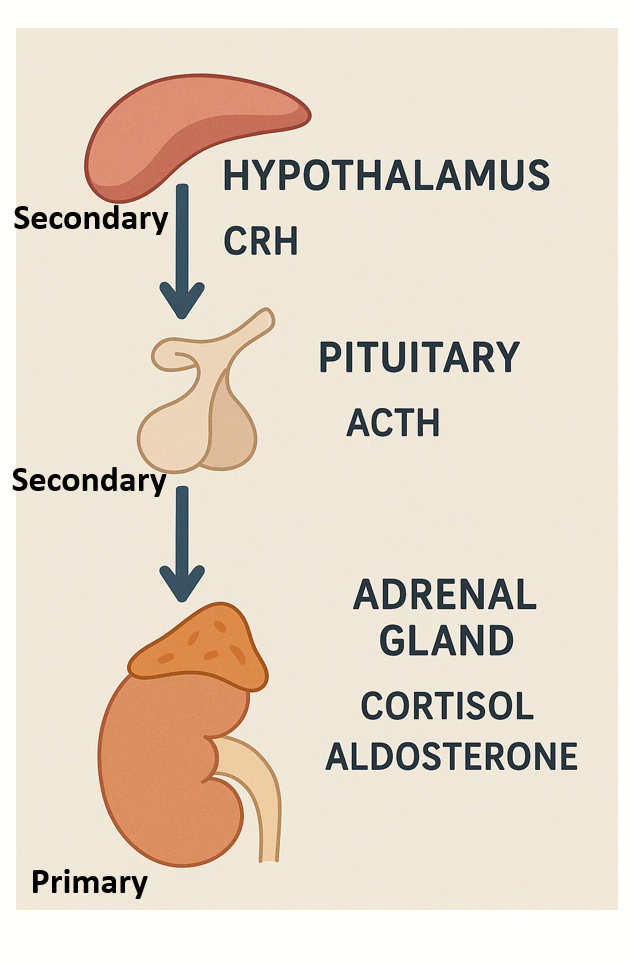 HYPOTHALAMUS
Secondary
CRH
PITUITARY
ACTH
Secondary
ADRENAL
GLAND
CORTISOL
ALDOSTERONE
Primary